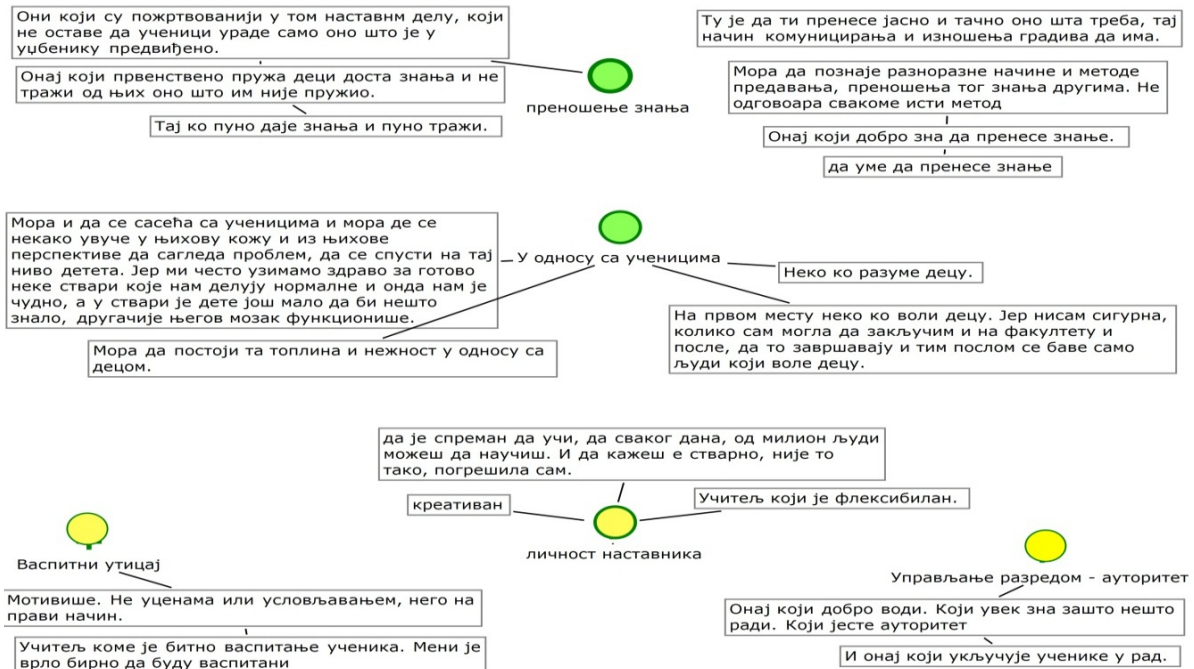 Они који су пожртвованији у том наставнм делу, који
не оставе да ученици ураде само оно што је у
уџбенику предвиђено.
Онај који првенствено пружа деци доста знања и не
тражи од њих оно што им није пружио.
Тај ко пуно даје знања и пуно тражи.
преношење знања
Ту је да ти пренесе јасно и тачно оно шта треба, тај
начин комуницирања и изношења градива да има.
Мора да познаје разноразне начине и методе
предавања, преношења тог знања другима. Не
одговоара свакоме исти метод
Онај који добро зна да пренесе знање.
да уме да пренесе знање
Мора и да се сасећа са ученицима и мора де се
некако увуче у њихову кожу и из њихове
перспективе да сагледа проблем, да се спусти на тај
ниво детета. Јер ми често узимамо здраво за готово
неке ствари које нам делују нормалне и онда нам је
чудно, а у ствари је дете још мало да би нешто
знало, другачије његов мозак функционише.
У односу са ученицима
Неко ко разуме децу.
На првом месту неко ко воли децу. Јер нисам сигурна,
колико сам могла да закључим и на факултету и
после, да то завршавају и тим послом се баве само
људи који воле децу.
Мора да постоји та топлина и нежност у односу са
децом.
да је спреман да учи, да сваког дана, од милион људи
можеш да научиш. И да кажеш е стварно, није то
тако, погрешила сам.
креативан
Учитељ који је флексибилан.
личност наставника
Васпитни утицај
Мотивише. Не уценама или условљавањем, него на
прави начин.
Учитељ коме је битно васпитање ученика. Мени је
врло бирно да буду васпитани
Управљање разредом - ауторитет
Онај који добро води. Који увек зна зашто нешто
ради. Који јесте ауторитет
И онај који укључује ученике у рад.